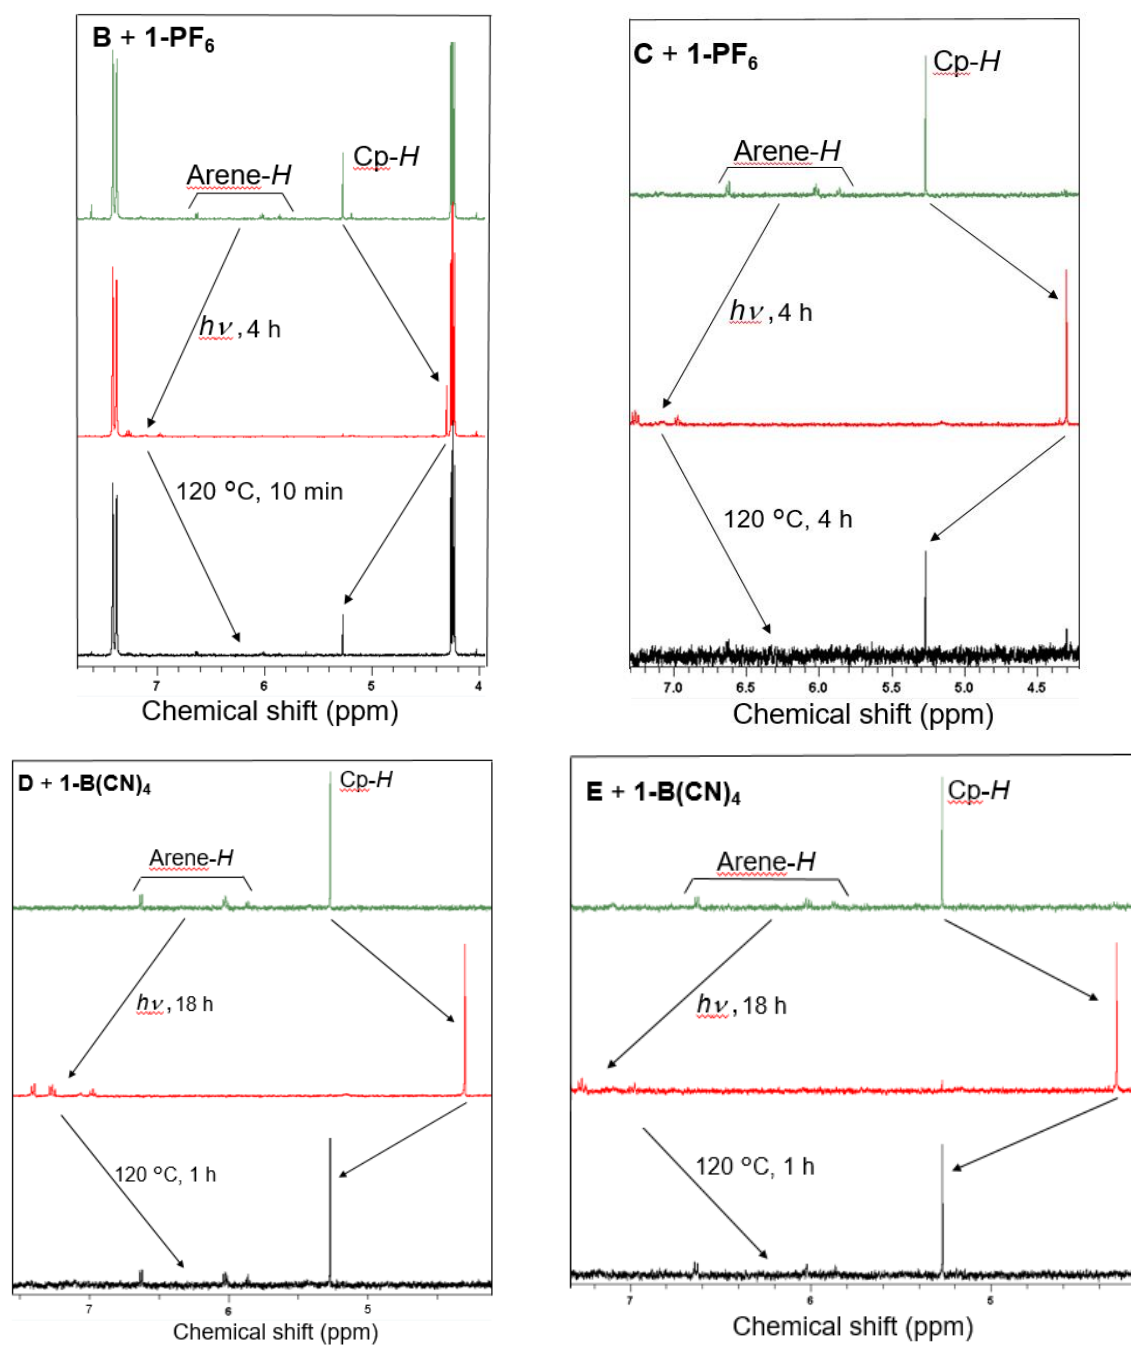 B + 1-PF₆
Arene-H
Cp-H
hν, 4 h
120 °C, 10 min
7 6 5 4
Chemical shift (ppm)
C + 1-PF₆
Cp-H
Arene-H
hν, 4 h
120 °C, 4 h
7.0 6.5 6.0 5.5 5.0 4.5
Chemical shift (ppm)
D + 1-B(CN)₄
Cp-H
Arene-H
hν, 18 h
120 °C, 1 h
7 6 5
Chemical shift (ppm)
E + 1-B(CN)₄
Cp-H
Arene-H
hν, 18 h
120 °C, 1 h
7 6 5
Chemical shift (ppm)